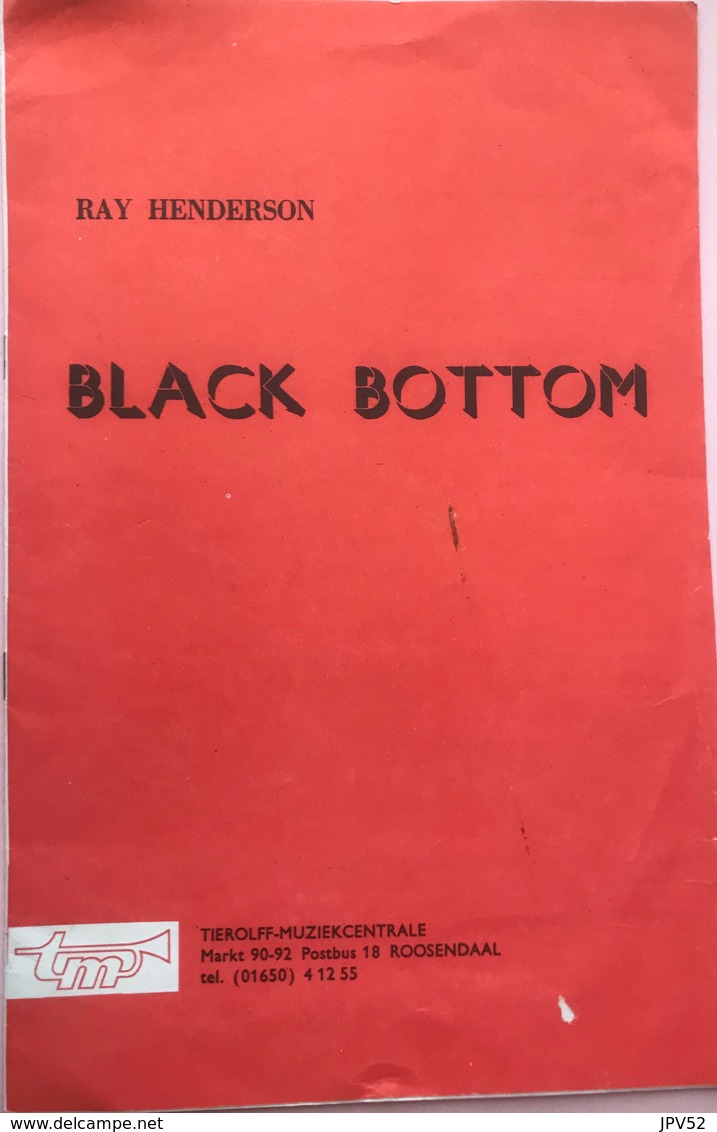 RAY HENDERSON
BLACK BOTTOM
tm
TIEROLFF-MUZIEKCENTRALE
Markt 90-92 Postbus 18 ROOSENDAAL
tel. (01650) 4 12 55
www.delcampe.net
JPV52